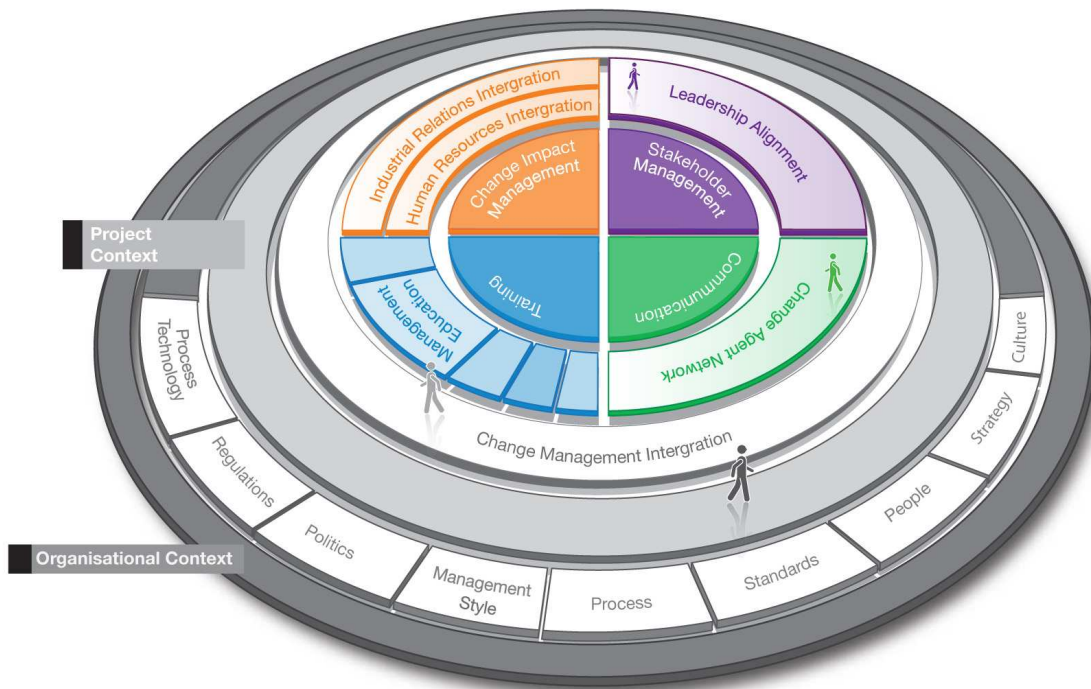 Industrial Relations Intergration
Human Resources Intergration
Change Impact
Management
Stakeholder
Management
Leadership Alignment
Project
Context
Training
Management
Education
Communication
Change Agent Network
Change Management Intergration
Organisational Context
Process
Technology
Regulations
Politics
Management
Style
Process
Standards
People
Strategy
Culture